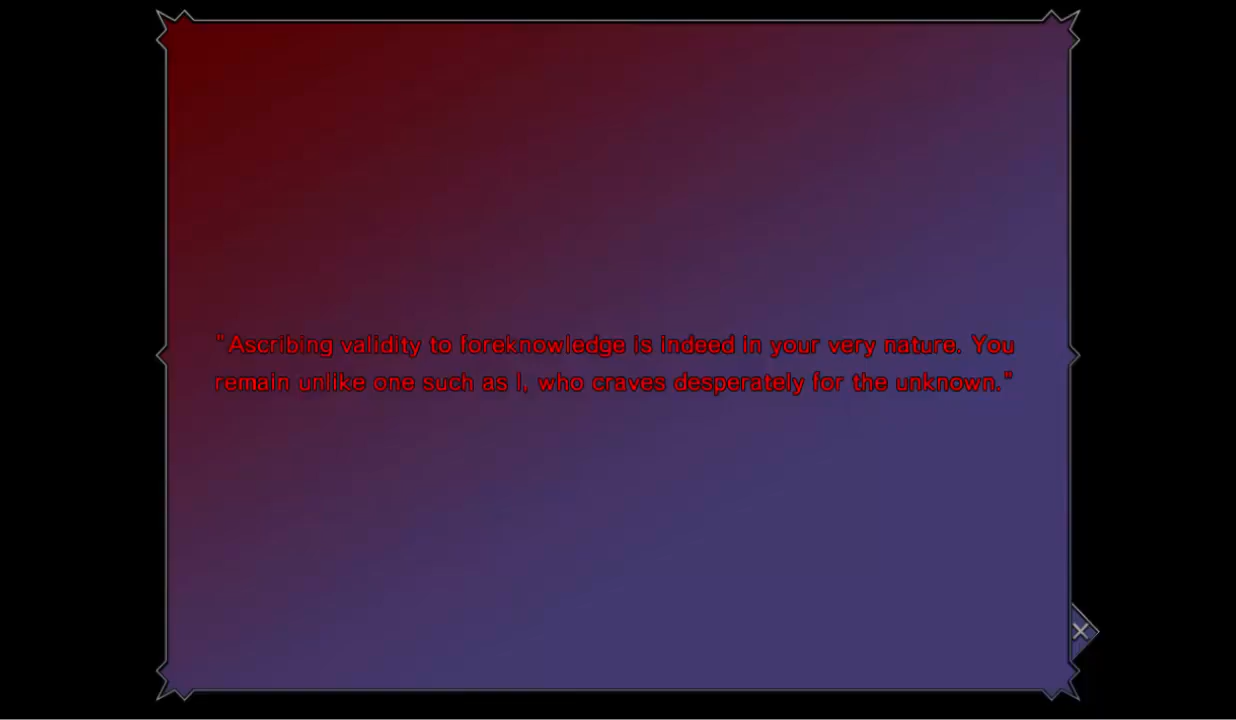 "Ascribing validity to foreknowledge is indeed in your very nature. You
remain unlike one such as I, who craves desperately for the unknown."